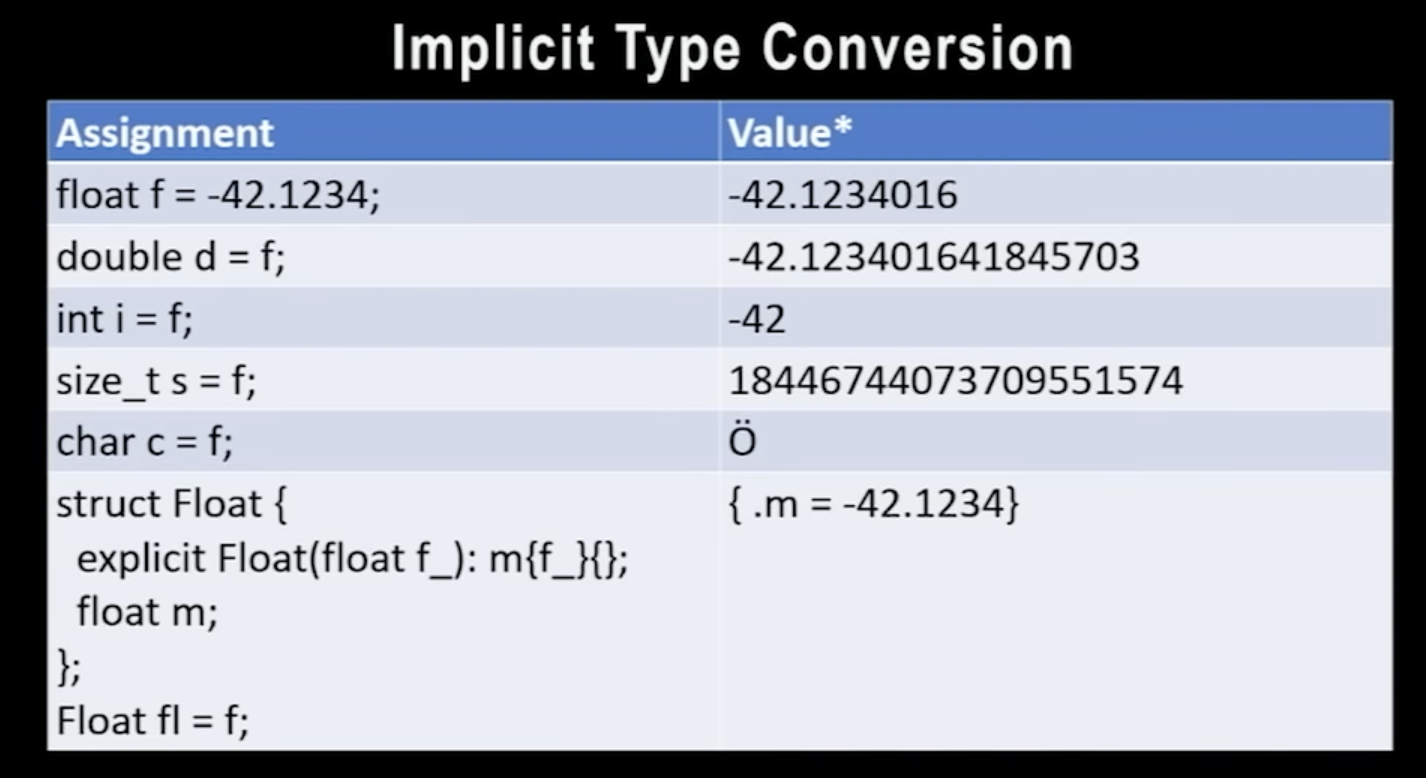 Implicit Type Conversion
Assignment Value*
float f = -42.1234; -42.1234016
double d = f; -42.123401641845703
int i = f; -42
size_t s = f; 18446744073709551574
char c = f; Ö
struct Float { { .m = -42.1234}
explicit Float(float f_): m{f_}{};
float m;
};
Float fl = f;